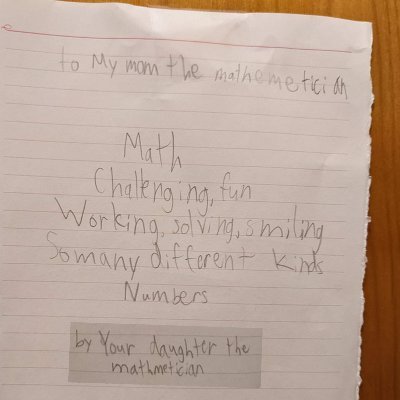 to My mom the mathemetician
Math
Challenging, fun
Working, solving, smiling
So many different kinds
Numbers
by Your daughter the
mathmetician